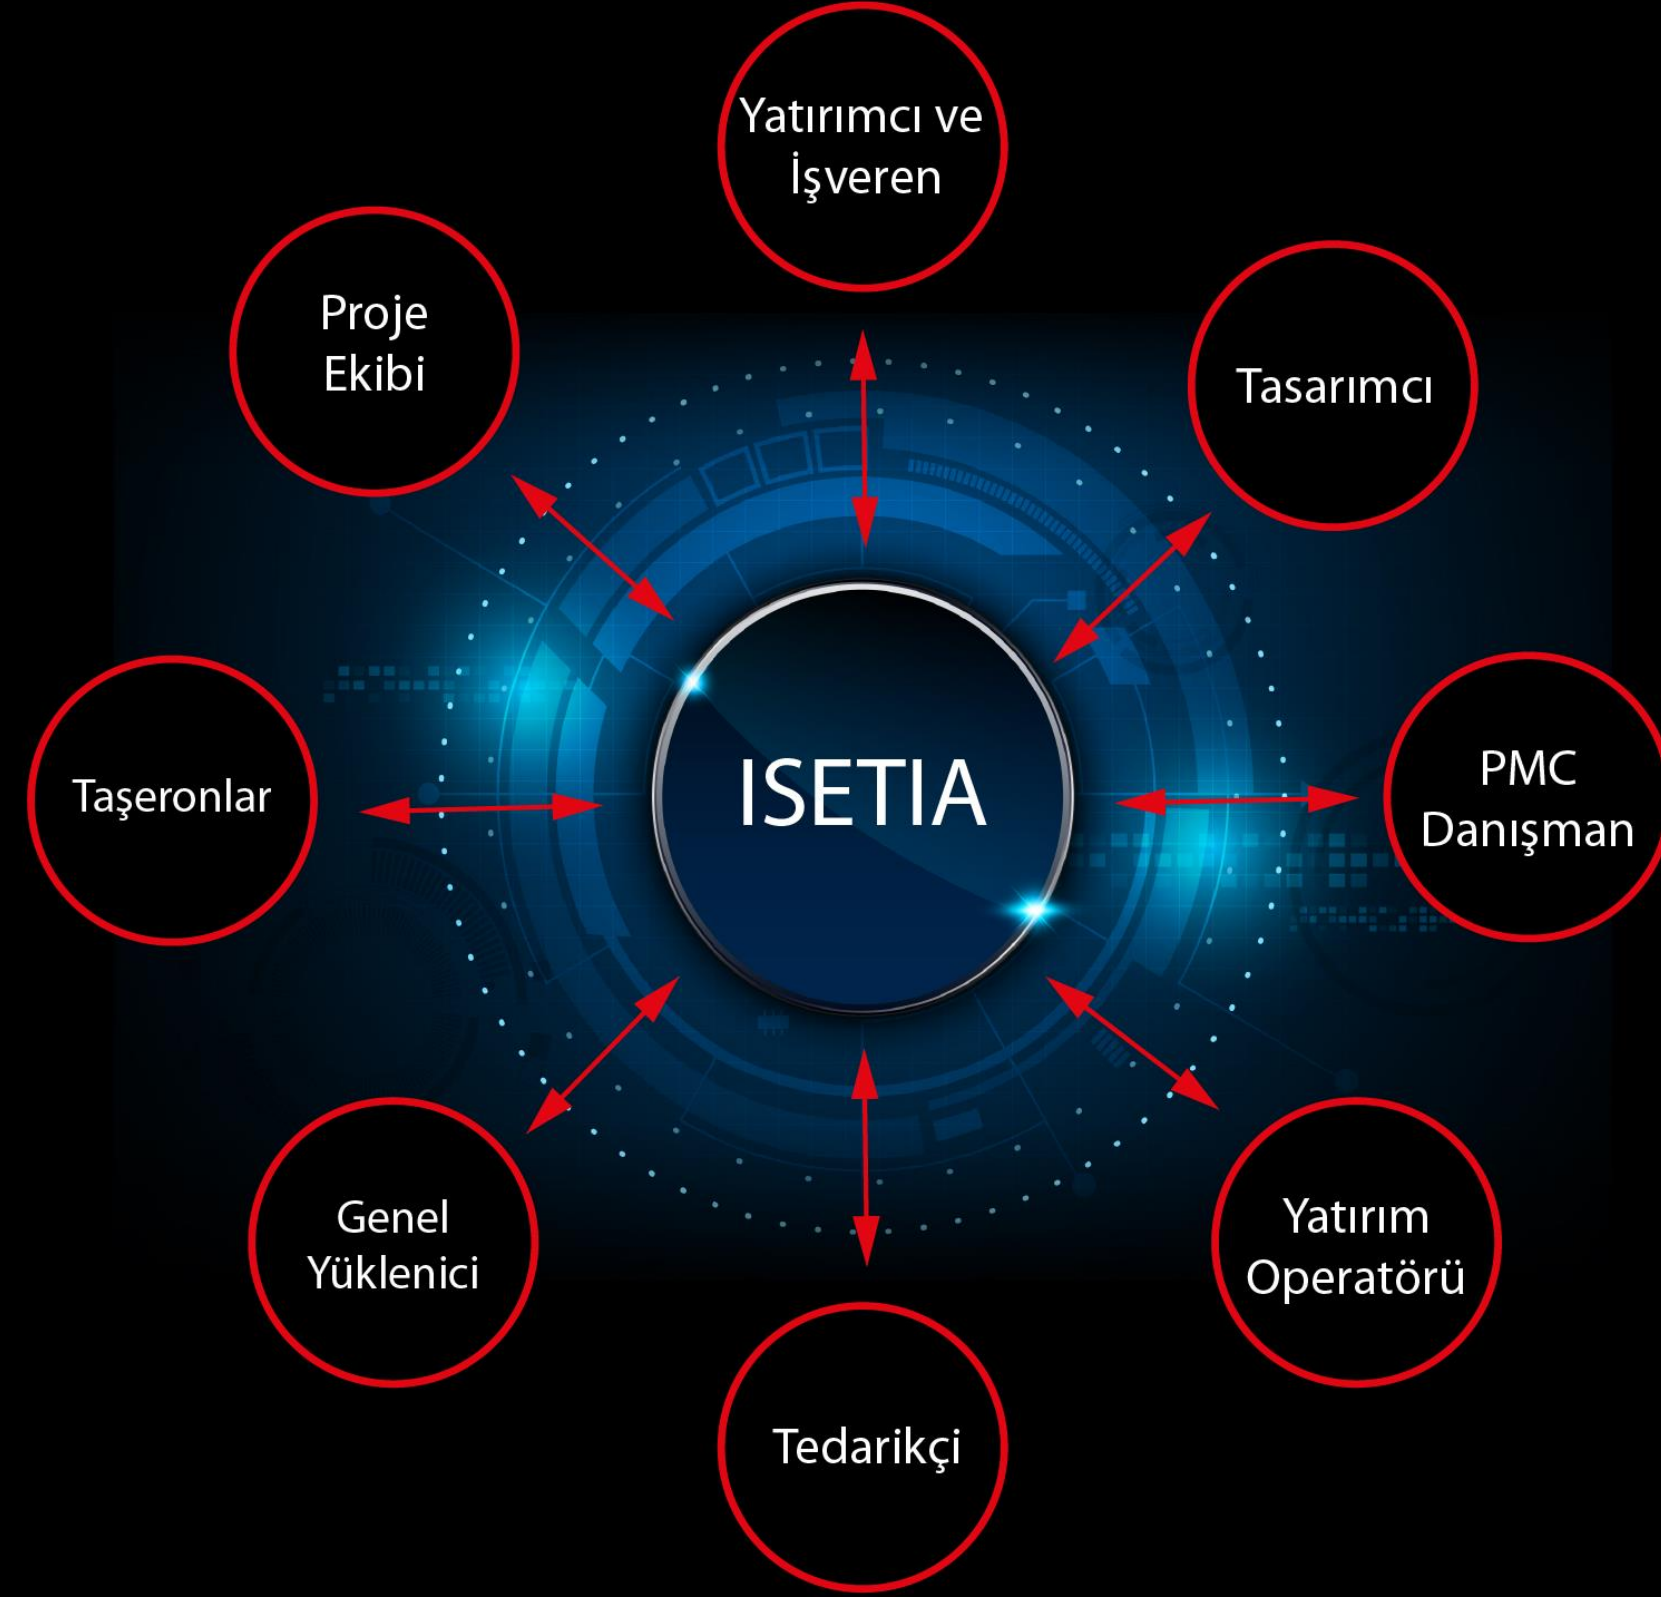 Yatırımcı ve
İşveren
Proje
Ekibi
Tasarımcı
Taşeronlar
ISETIA
PMC
Danışman
Genel
Yüklenici
Yatırım
Operatörü
Tedarikçi